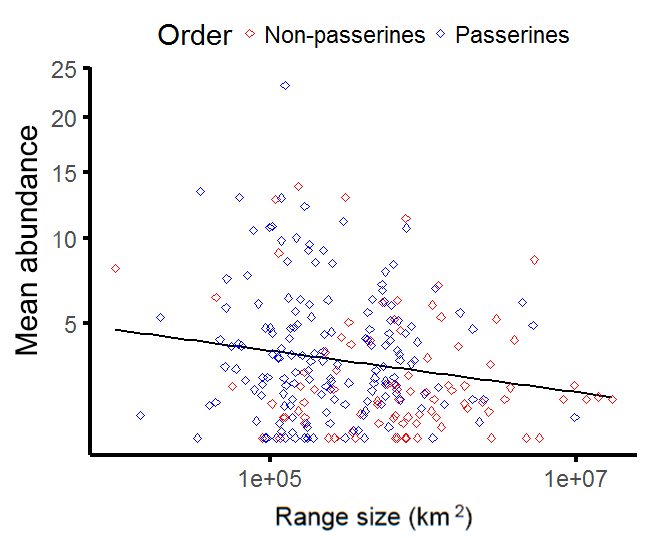 Order Non-passerines Passerines
25
20
15
10
5
Mean abundance
1e+05 1e+07
Range size (km²)